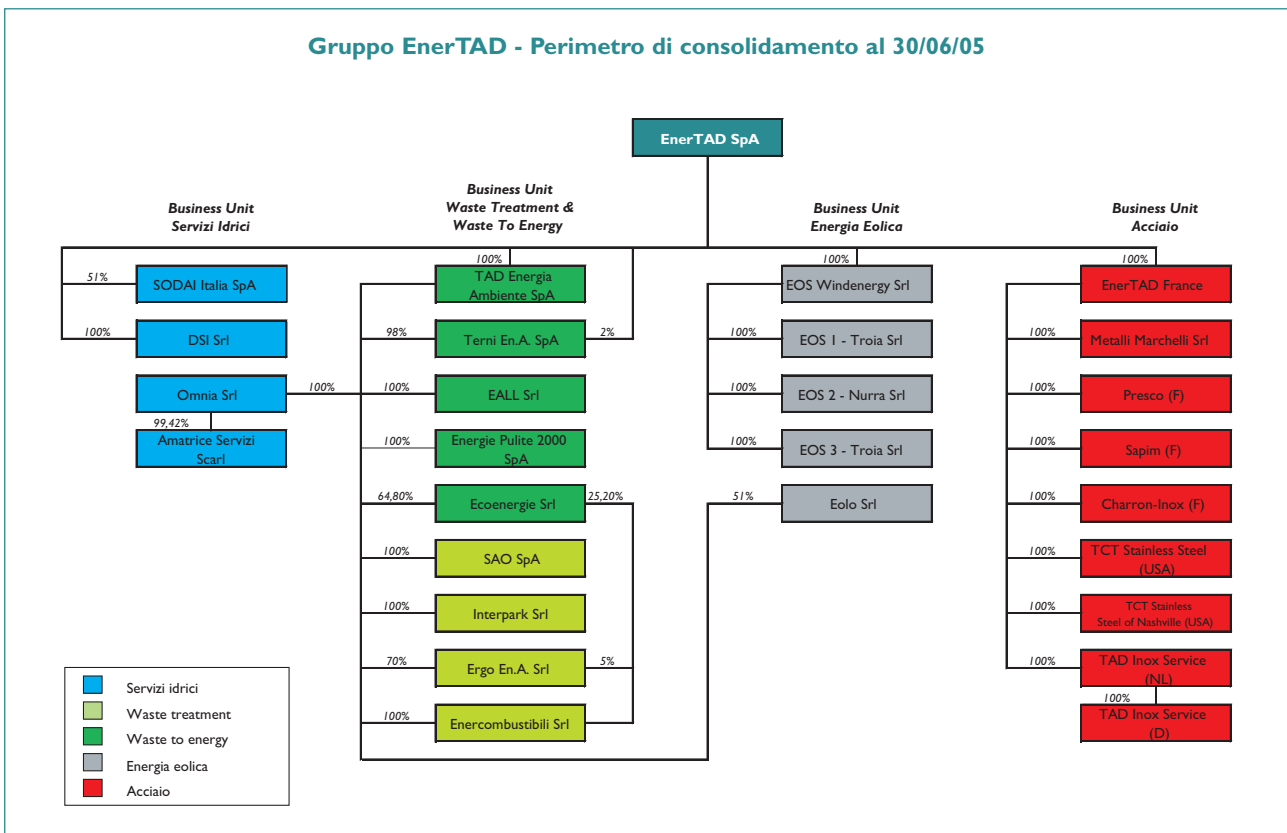 Gruppo EnerTAD - Perimetro di consolidamento al 30/06/05
EnerTAD SpA
Business Unit
Servizi Idrici
Business Unit
Waste Treatment &
Waste To Energy
Business Unit
Energia Eolica
Business Unit
Acciaio
51%
SODAI Italia SpA
100%
DSI Srl
Omnia Srl
100%
99,42%
Amatrice Servizi
Scarl
100%
TAD Energia
Ambiente SpA
98%
Terni En.A. SpA
2%
100%
EALL Srl
100%
Energie Pulite 2000
SpA
64,80%
Ecoenergie Srl
25,20%
100%
SAO SpA
100%
Interpark Srl
70%
Ergo En.A. Srl
5%
100%
Enercombustibili Srl
100%
EOS Windenergy Srl
100%
EOS 1 - Troia Srl
100%
EOS 2 - Nurra Srl
100%
EOS 3 - Troia Srl
51%
Eolo Srl
100%
EnerTAD France
100%
Metalli Marchelli Srl
100%
Presco (F)
100%
Sapim (F)
100%
Charron-Inox (F)
100%
TCT Stainless Steel
(USA)
100%
TCT Stainless
Steel of Nashville (USA)
100%
TAD Inox Service
(NL)
100%
TAD Inox Service
(D)
Servizi idrici
Waste treatment
Waste to energy
Energia eolica
Acciaio